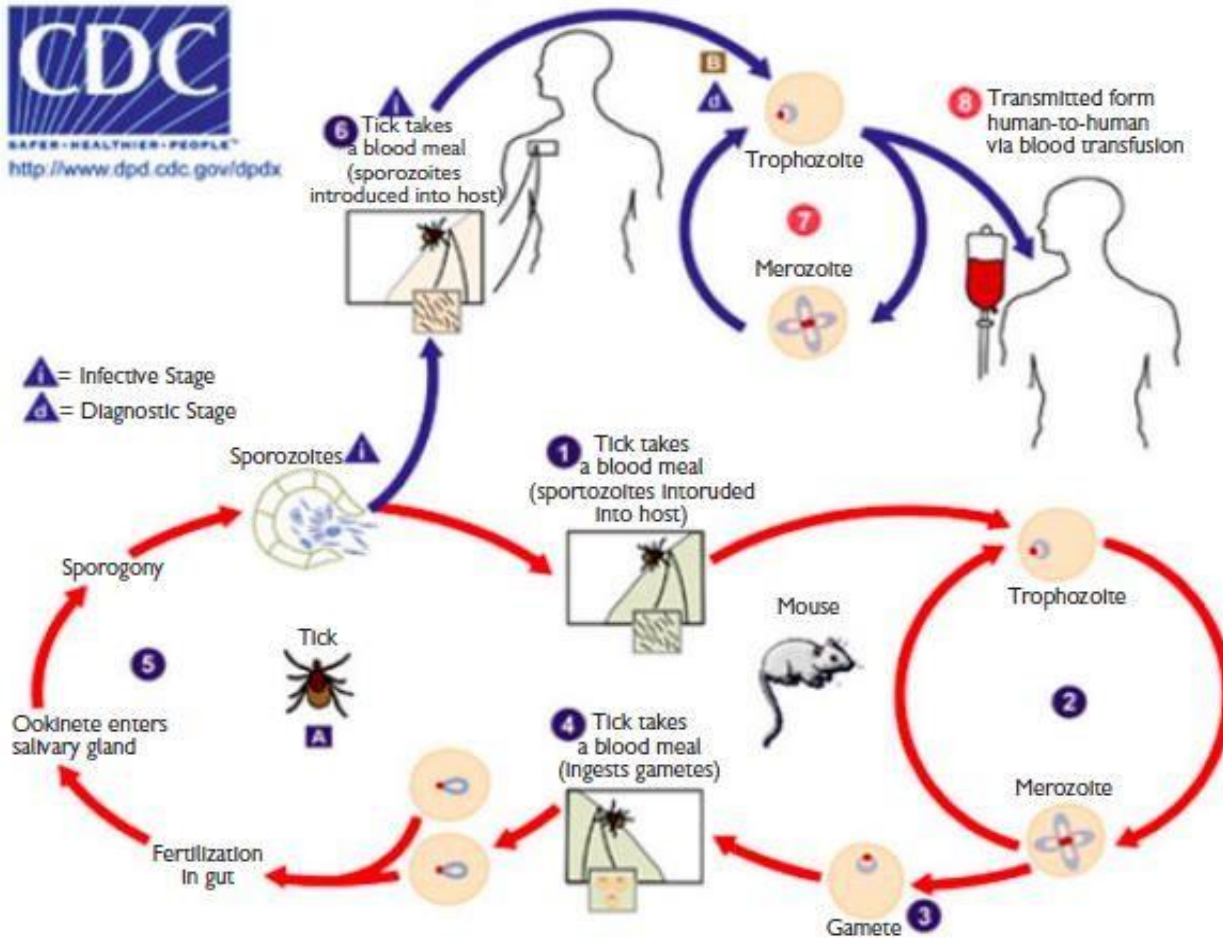 CDC
SAFER·HEALTHIER·PEOPLE™
http://www.dpd.cdc.gov/dpdx
i
6 Tick takes
a blood meal
(sporozoites
introduced into host)
B
d
Trophozoite
7
Merozoite
8 Transmitted form
human-to-human
via blood transfusion
i = Infective Stage
d = Diagnostic Stage
Sporozoites i
1 Tick takes
a blood meal
(sportozoites intoruded
into host)
Trophozoite
Sporogony
Mouse
Tick
5
A
2
Ookinete enters
salivary gland
4 Tick takes
a blood meal
(ingests gametes)
Merozoite
Fertilization
in gut
Gamete 3